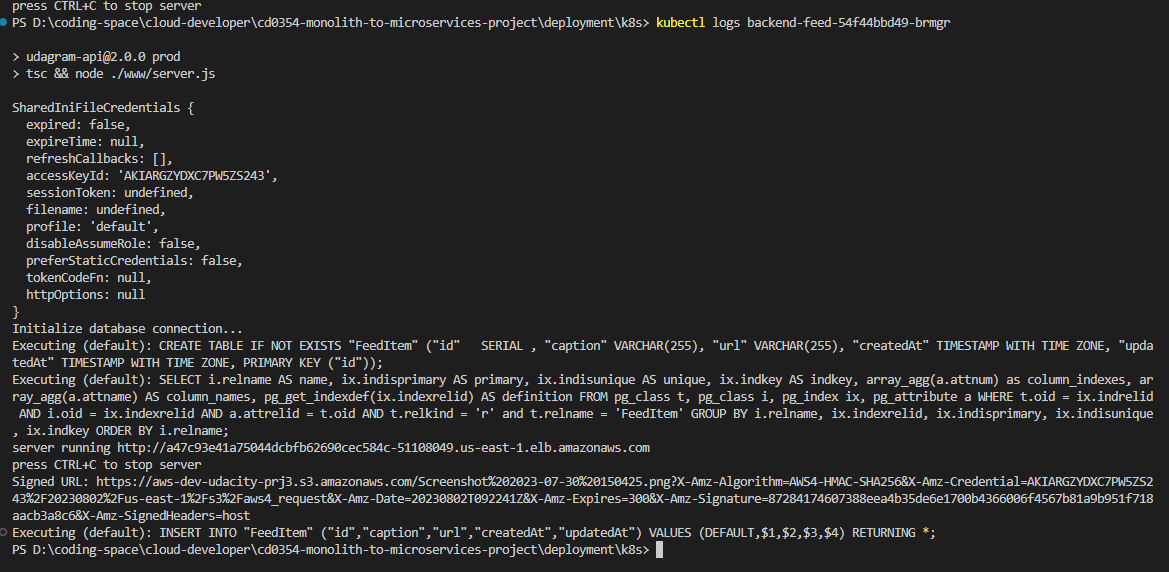 press CTRL+C to stop server
PS D:\coding-space\cloud-developer\cd0354-monolith-to-microservices-project\deployment\k8s> kubectl logs backend-feed-54f44bbd49-brmgr
> udagram-api@2.0.0 prod
> tsc && node ./www/server.js
SharedIniFileCredentials {
expired: false,
expireTime: null,
refreshCallbacks: [],
accessKeyId: 'AKIARGZYDXC7PW5ZS243',
sessionToken: undefined,
filename: undefined,
profile: 'default',
disableAssumeRole: false,
preferStaticCredentials: false,
tokenCodeFn: null,
httpOptions: null
}
Initialize database connection...
Executing (default): CREATE TABLE IF NOT EXISTS "FeedItem" ("id"   SERIAL , "caption" VARCHAR(255), "url" VARCHAR(255), "createdAt" TIMESTAMP WITH TIME ZONE, "upda
tedAt" TIMESTAMP WITH TIME ZONE, PRIMARY KEY ("id"));
Executing (default): SELECT i.relname AS name, ix.indisprimary AS primary, ix.indisunique AS unique, ix.indkey AS indkey, array_agg(a.attnum) as column_indexes, ar
ray_agg(a.attname) AS column_names, pg_get_indexdef(ix.indexrelid) AS definition FROM pg_class t, pg_class i, pg_index ix, pg_attribute a WHERE t.oid = ix.indrelid
AND i.oid = ix.indexrelid AND a.attrelid = t.oid AND t.relkind = 'r' and t.relname = 'FeedItem' GROUP BY i.relname, ix.indexrelid, ix.indisprimary, ix.indisunique
, ix.indkey ORDER BY i.relname;
server running http://a47c93e41a75044dcbfb62690cec584c-51108049.us-east-1.elb.amazonaws.com
press CTRL+C to stop server
Signed URL: https://aws-dev-udacity-prj3.s3.amazonaws.com/Screenshot%202023-07-30%20150425.png?X-Amz-Algorithm=AWS4-HMAC-SHA256&X-Amz-Credential=AKIARGZYDXC7PW5ZS2
43%2F20230802%2Fus-east-1%2Fs3%2Faws4_request&X-Amz-Date=20230802T092241Z&X-Amz-Expires=300&X-Amz-Signature=87284174607388eea4b35de6e1700b4366006f4567b81a9b951f718
aacb3a8c6&X-Amz-SignedHeaders=host
Executing (default): INSERT INTO "FeedItem" ("id","caption","url","createdAt","updatedAt") VALUES (DEFAULT,$1,$2,$3,$4) RETURNING *;
PS D:\coding-space\cloud-developer\cd0354-monolith-to-microservices-project\deployment\k8s>